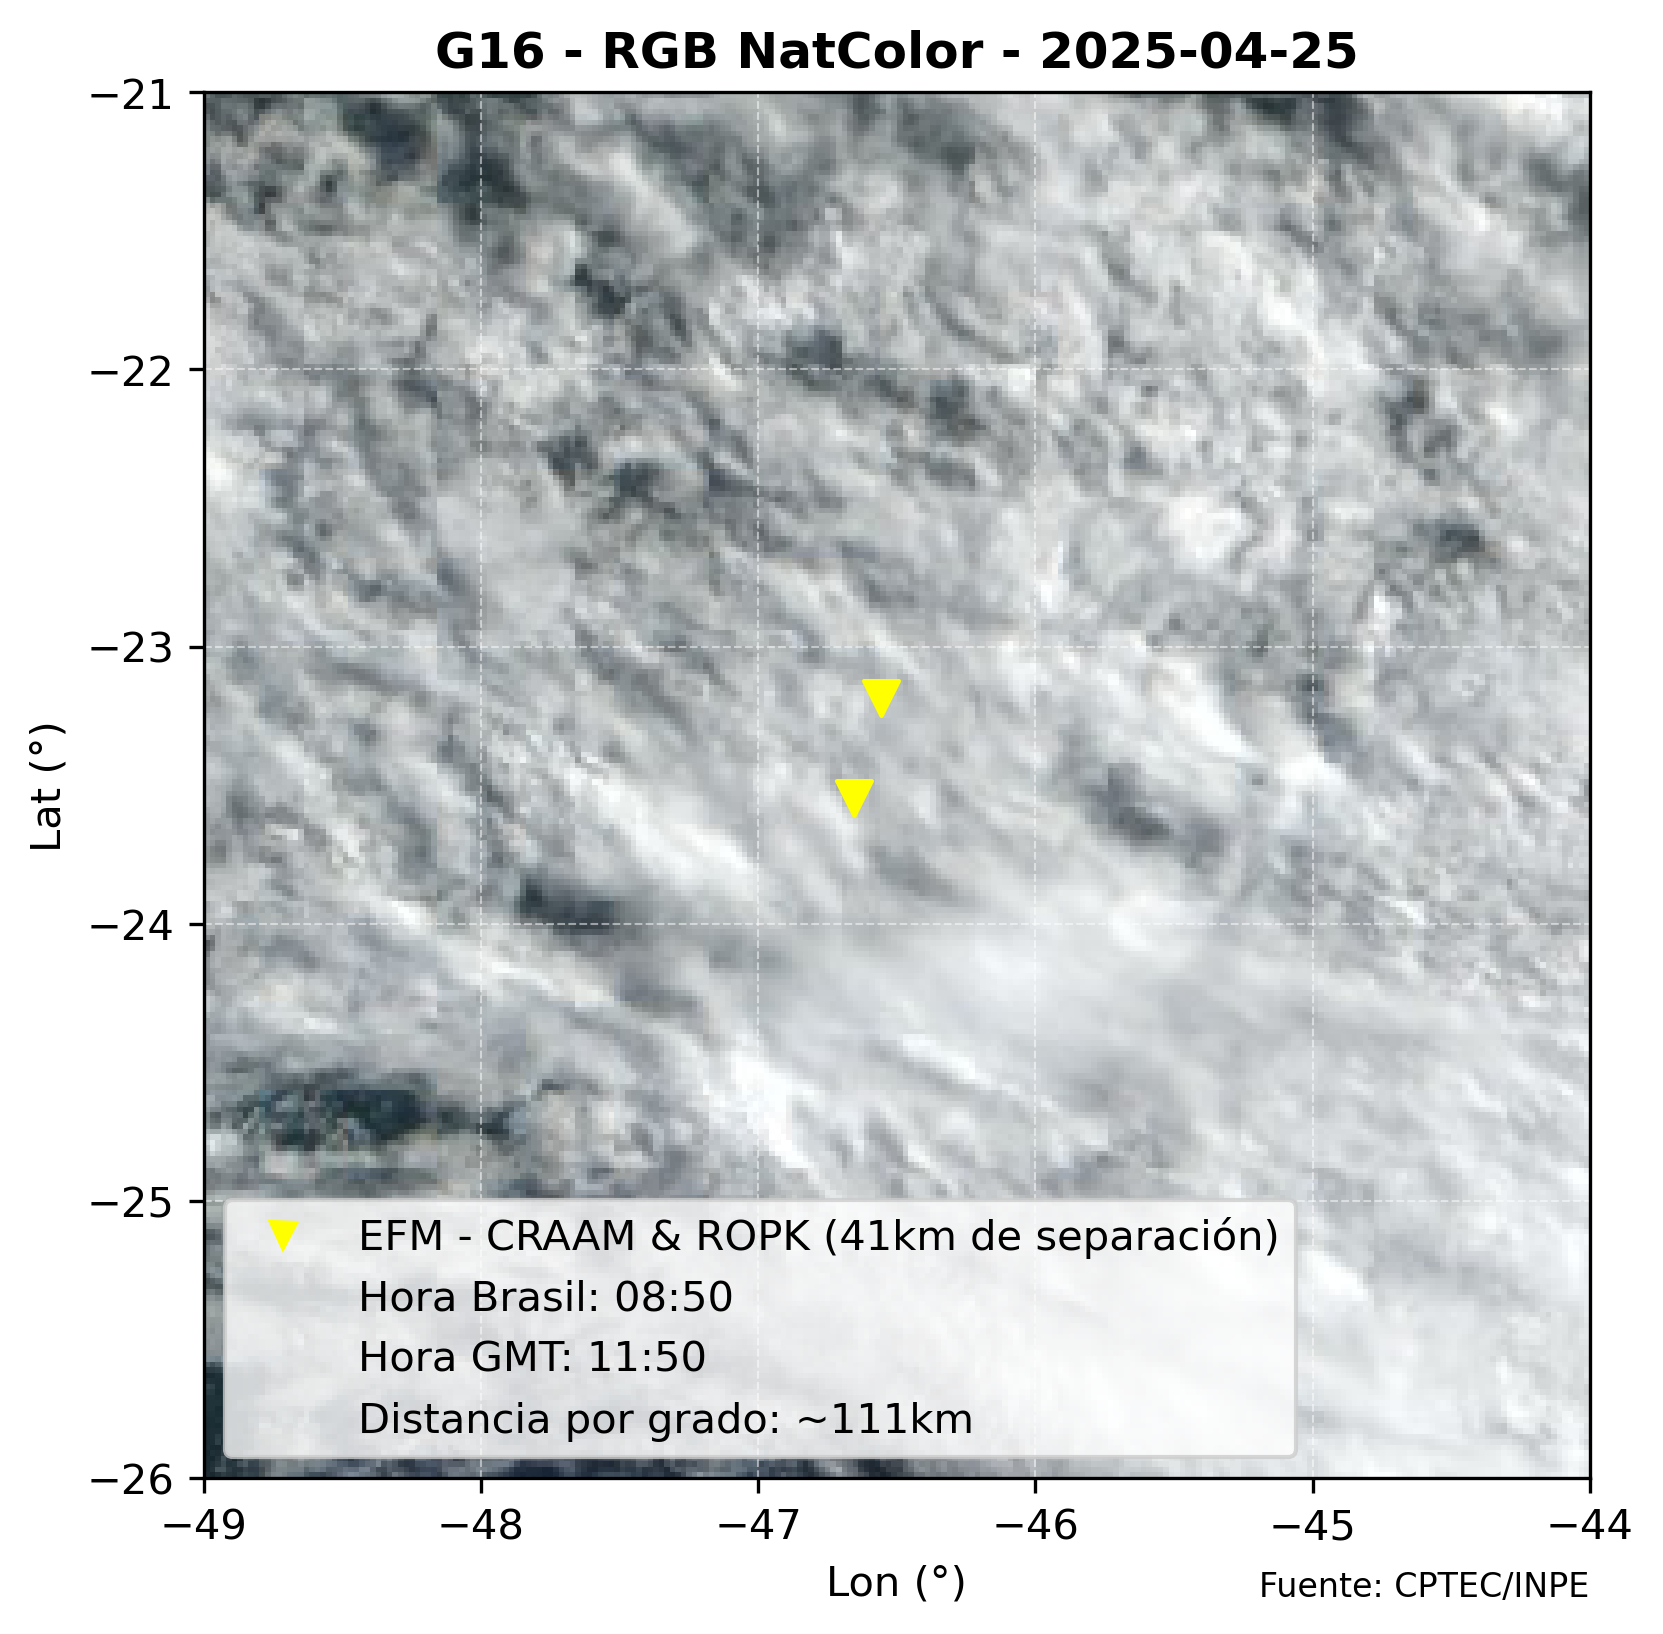 G16 - RGB NatColor - 2025-04-25
−21
−22
−23
−24
−25
−26
Lat (°)
EFM - CRAAM & ROPK (41km de separación)
Hora Brasil: 08:50
Hora GMT: 11:50
Distancia por grado: ~111km
−49 −48 −47 −46 −45 −44
Lon (°)
Fuente: CPTEC/INPE